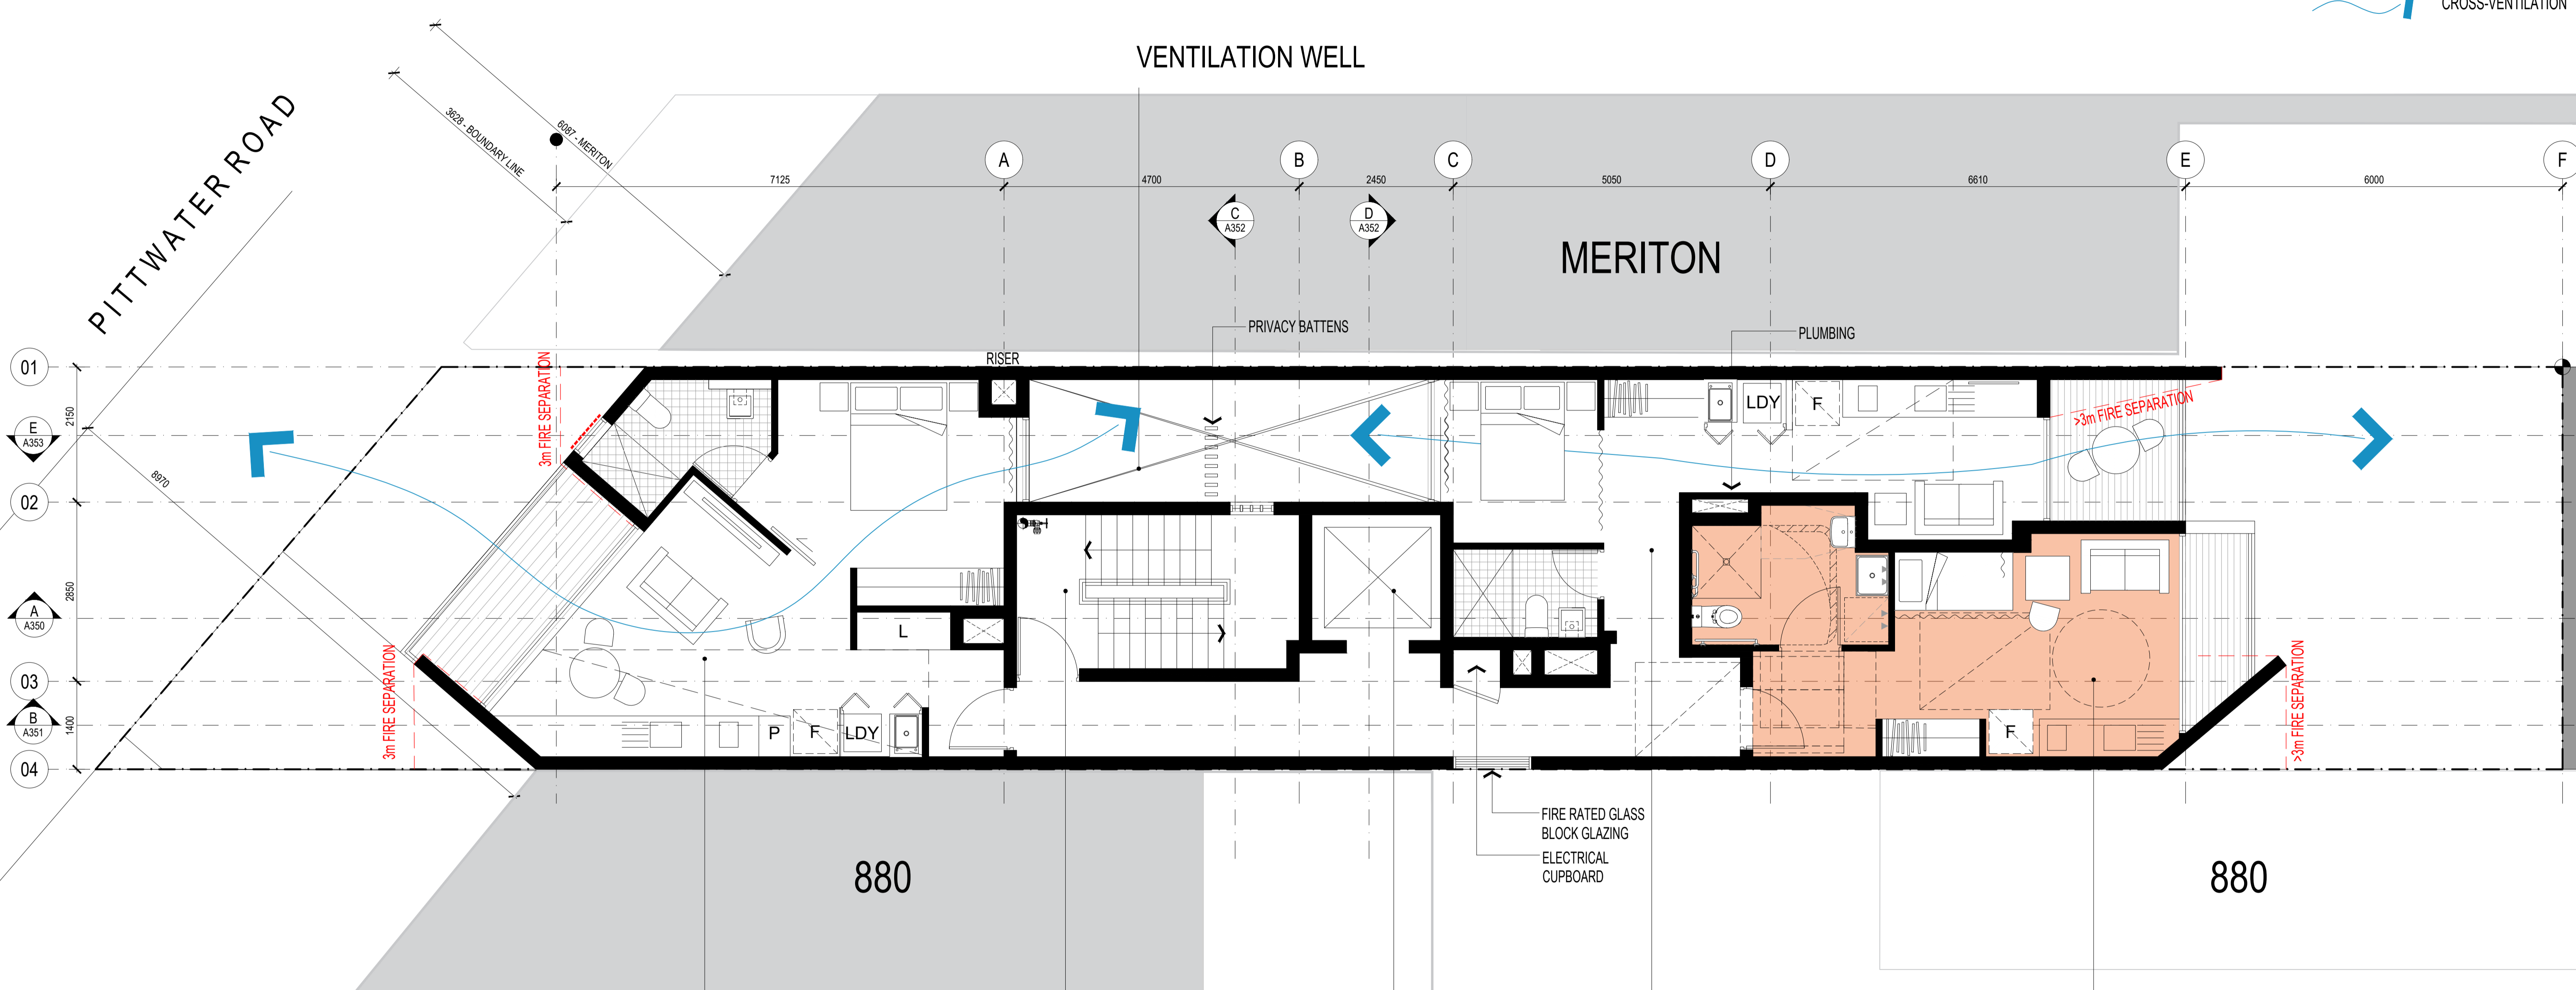 CROSS-VENTILATION
VENTILATION WELL
PITTWATER ROAD
3628 - BOUNDARY LINE
6087 - MERITON
A
B
C
D
E
F
7125
4700
2450
5050
6610
6000
C
A352
D
A352
MERITON
PRIVACY BATTENS
PLUMBING
RISER
01
2150
E
A353
02
8970
2850
A
A350
03
B
A351
1400
04
3m FIRE SEPARATION
3m FIRE SEPARATION
>3m FIRE SEPARATION
>3m FIRE SEPARATION
LDY
F
L
P
F
LDY
F
FIRE RATED GLASS
BLOCK GLAZING
ELECTRICAL
CUPBOARD
880
880